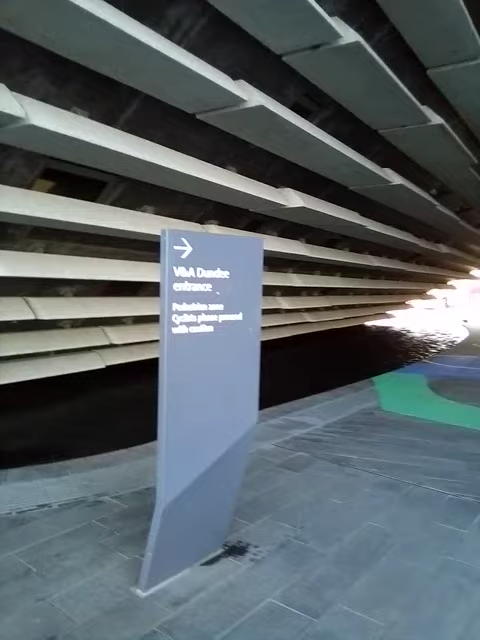 V&A Dundee
entrance
Pedestrian zone
Cyclists please proceed
with caution